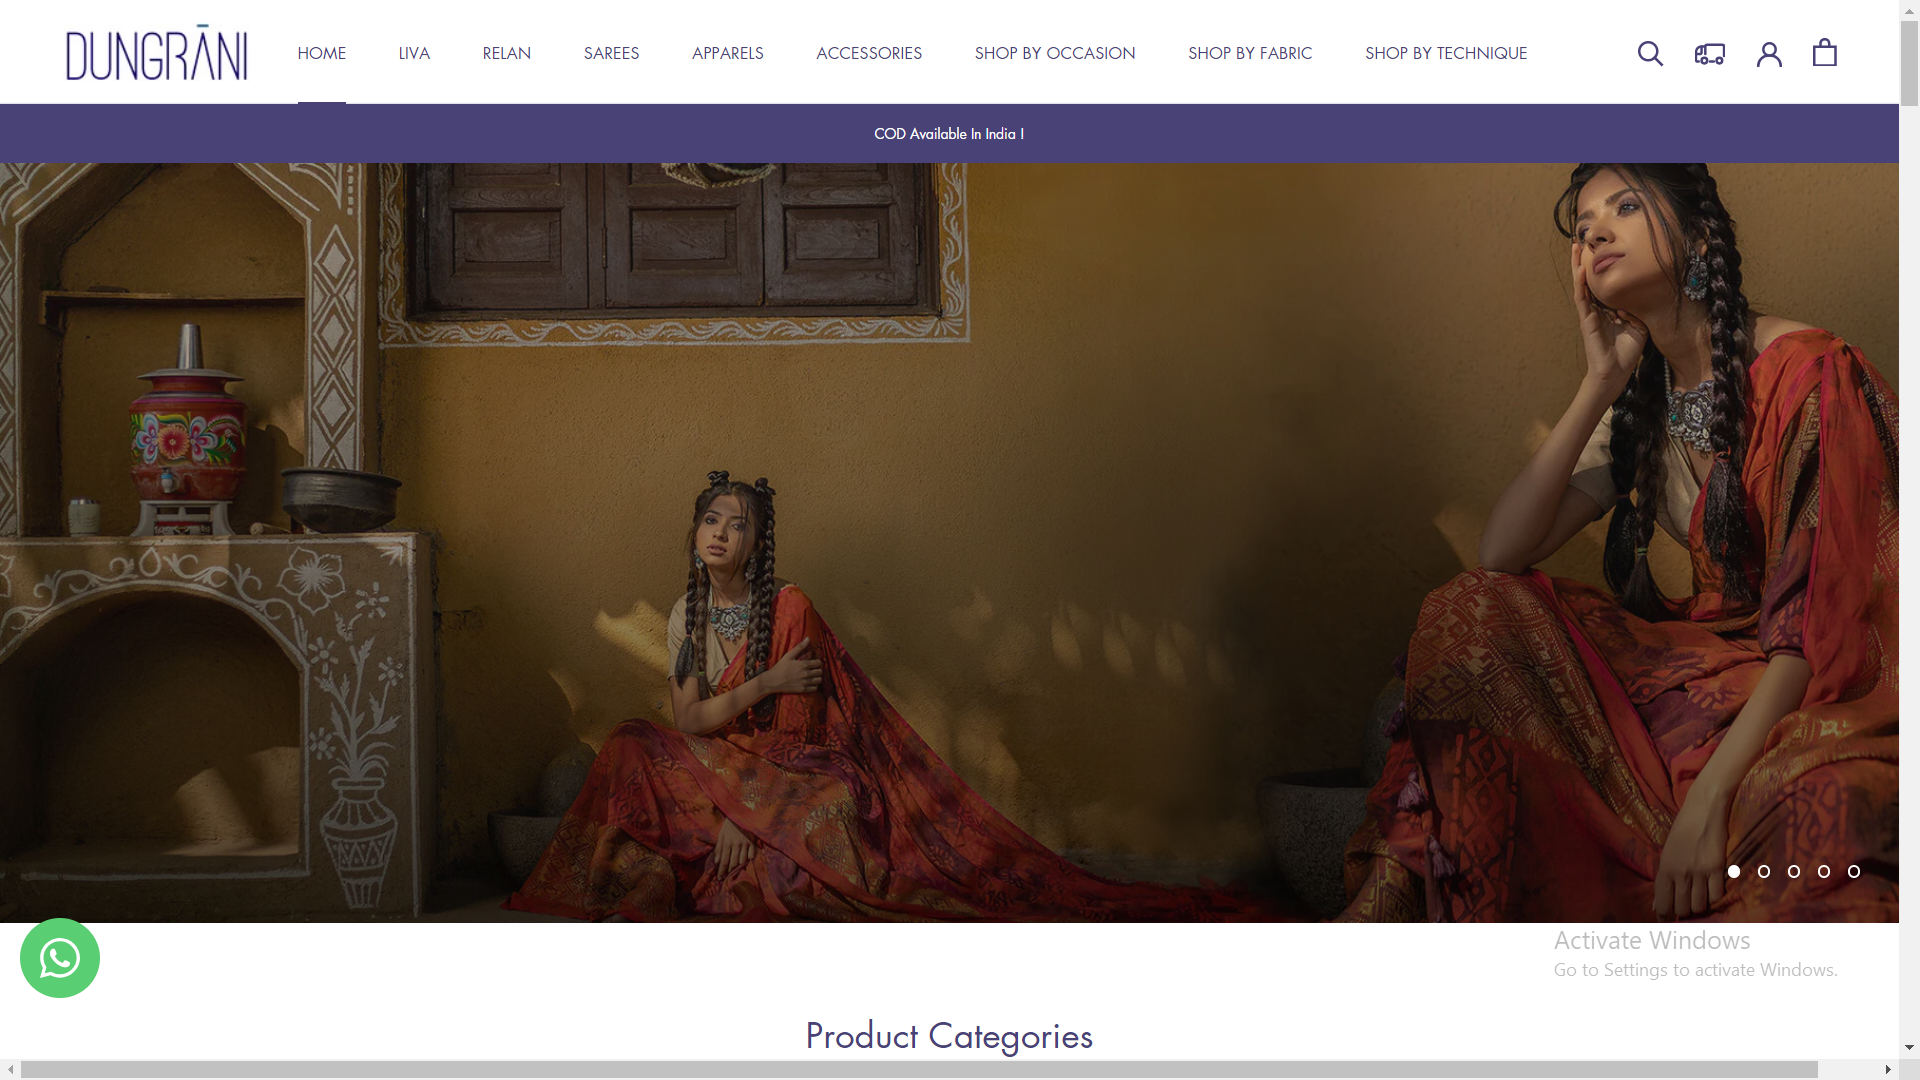 DUNGRĀNI
HOME LIVA RELAN SAREES APPARELS ACCESSORIES SHOP BY OCCASION SHOP BY FABRIC SHOP BY TECHNIQUE
COD Available In India !
Activate Windows
Go to Settings to activate Windows.
Product Categories